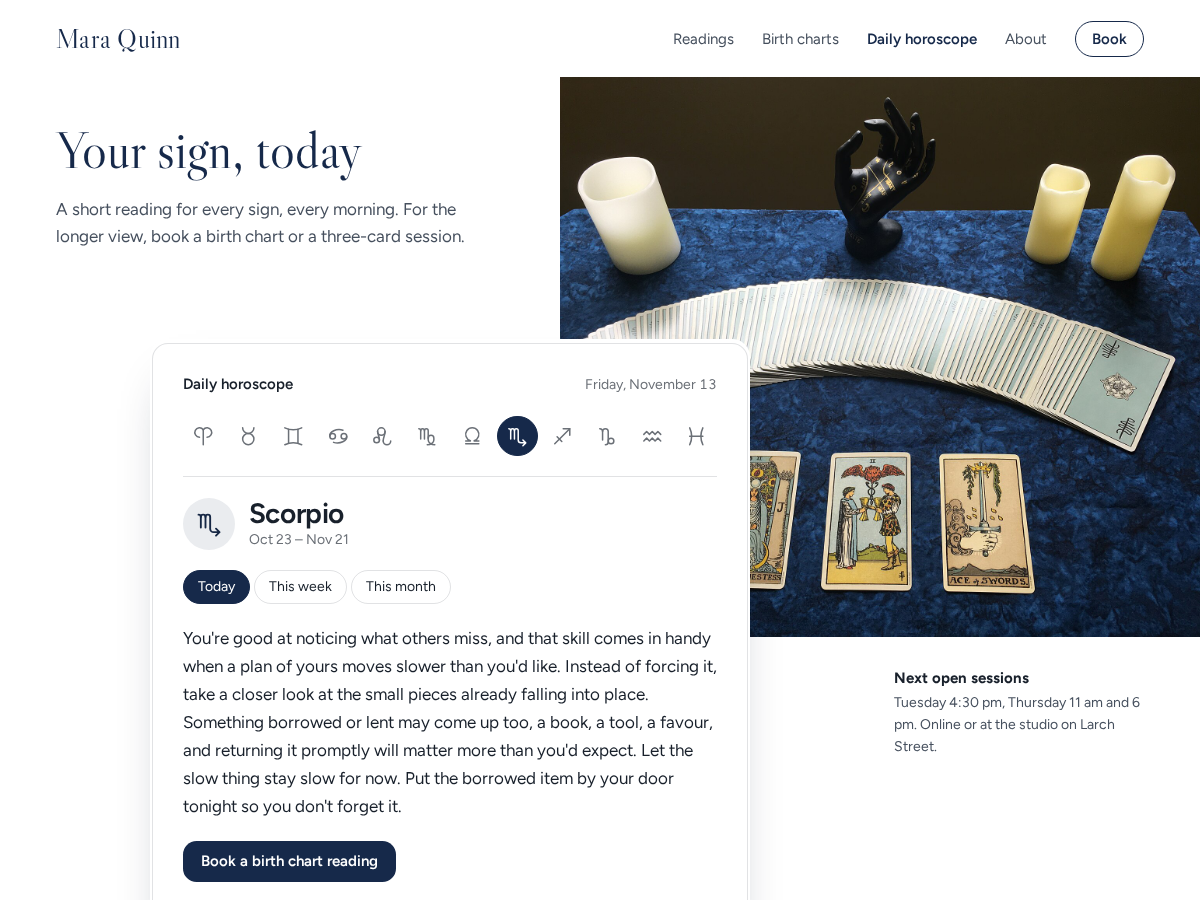 Mara Quinn
Readings
Birth charts
Daily horoscope
About
Book
Your sign, today
A short reading for every sign, every morning. For the
longer view, book a birth chart or a three-card session.
Daily horoscope
Friday, November 13
Scorpio
Oct 23 – Nov 21
Today
This week
This month
You're good at noticing what others miss, and that skill comes in handy
when a plan of yours moves slower than you'd like. Instead of forcing it,
take a closer look at the small pieces already falling into place.
Something borrowed or lent may come up too, a book, a tool, a favour,
and returning it promptly will matter more than you'd expect. Let the
slow thing stay slow for now. Put the borrowed item by your door
tonight so you don't forget it.
Book a birth chart reading
II
J
ACE of SWORDS.
Next open sessions
Tuesday 4:30 pm, Thursday 11 am and 6
pm. Online or at the studio on Larch
Street.